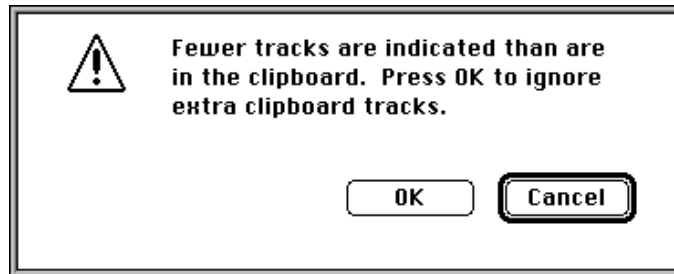 Fewer tracks are indicated than are
in the clipboard.  Press OK to ignore
extra clipboard tracks.
OK
Cancel